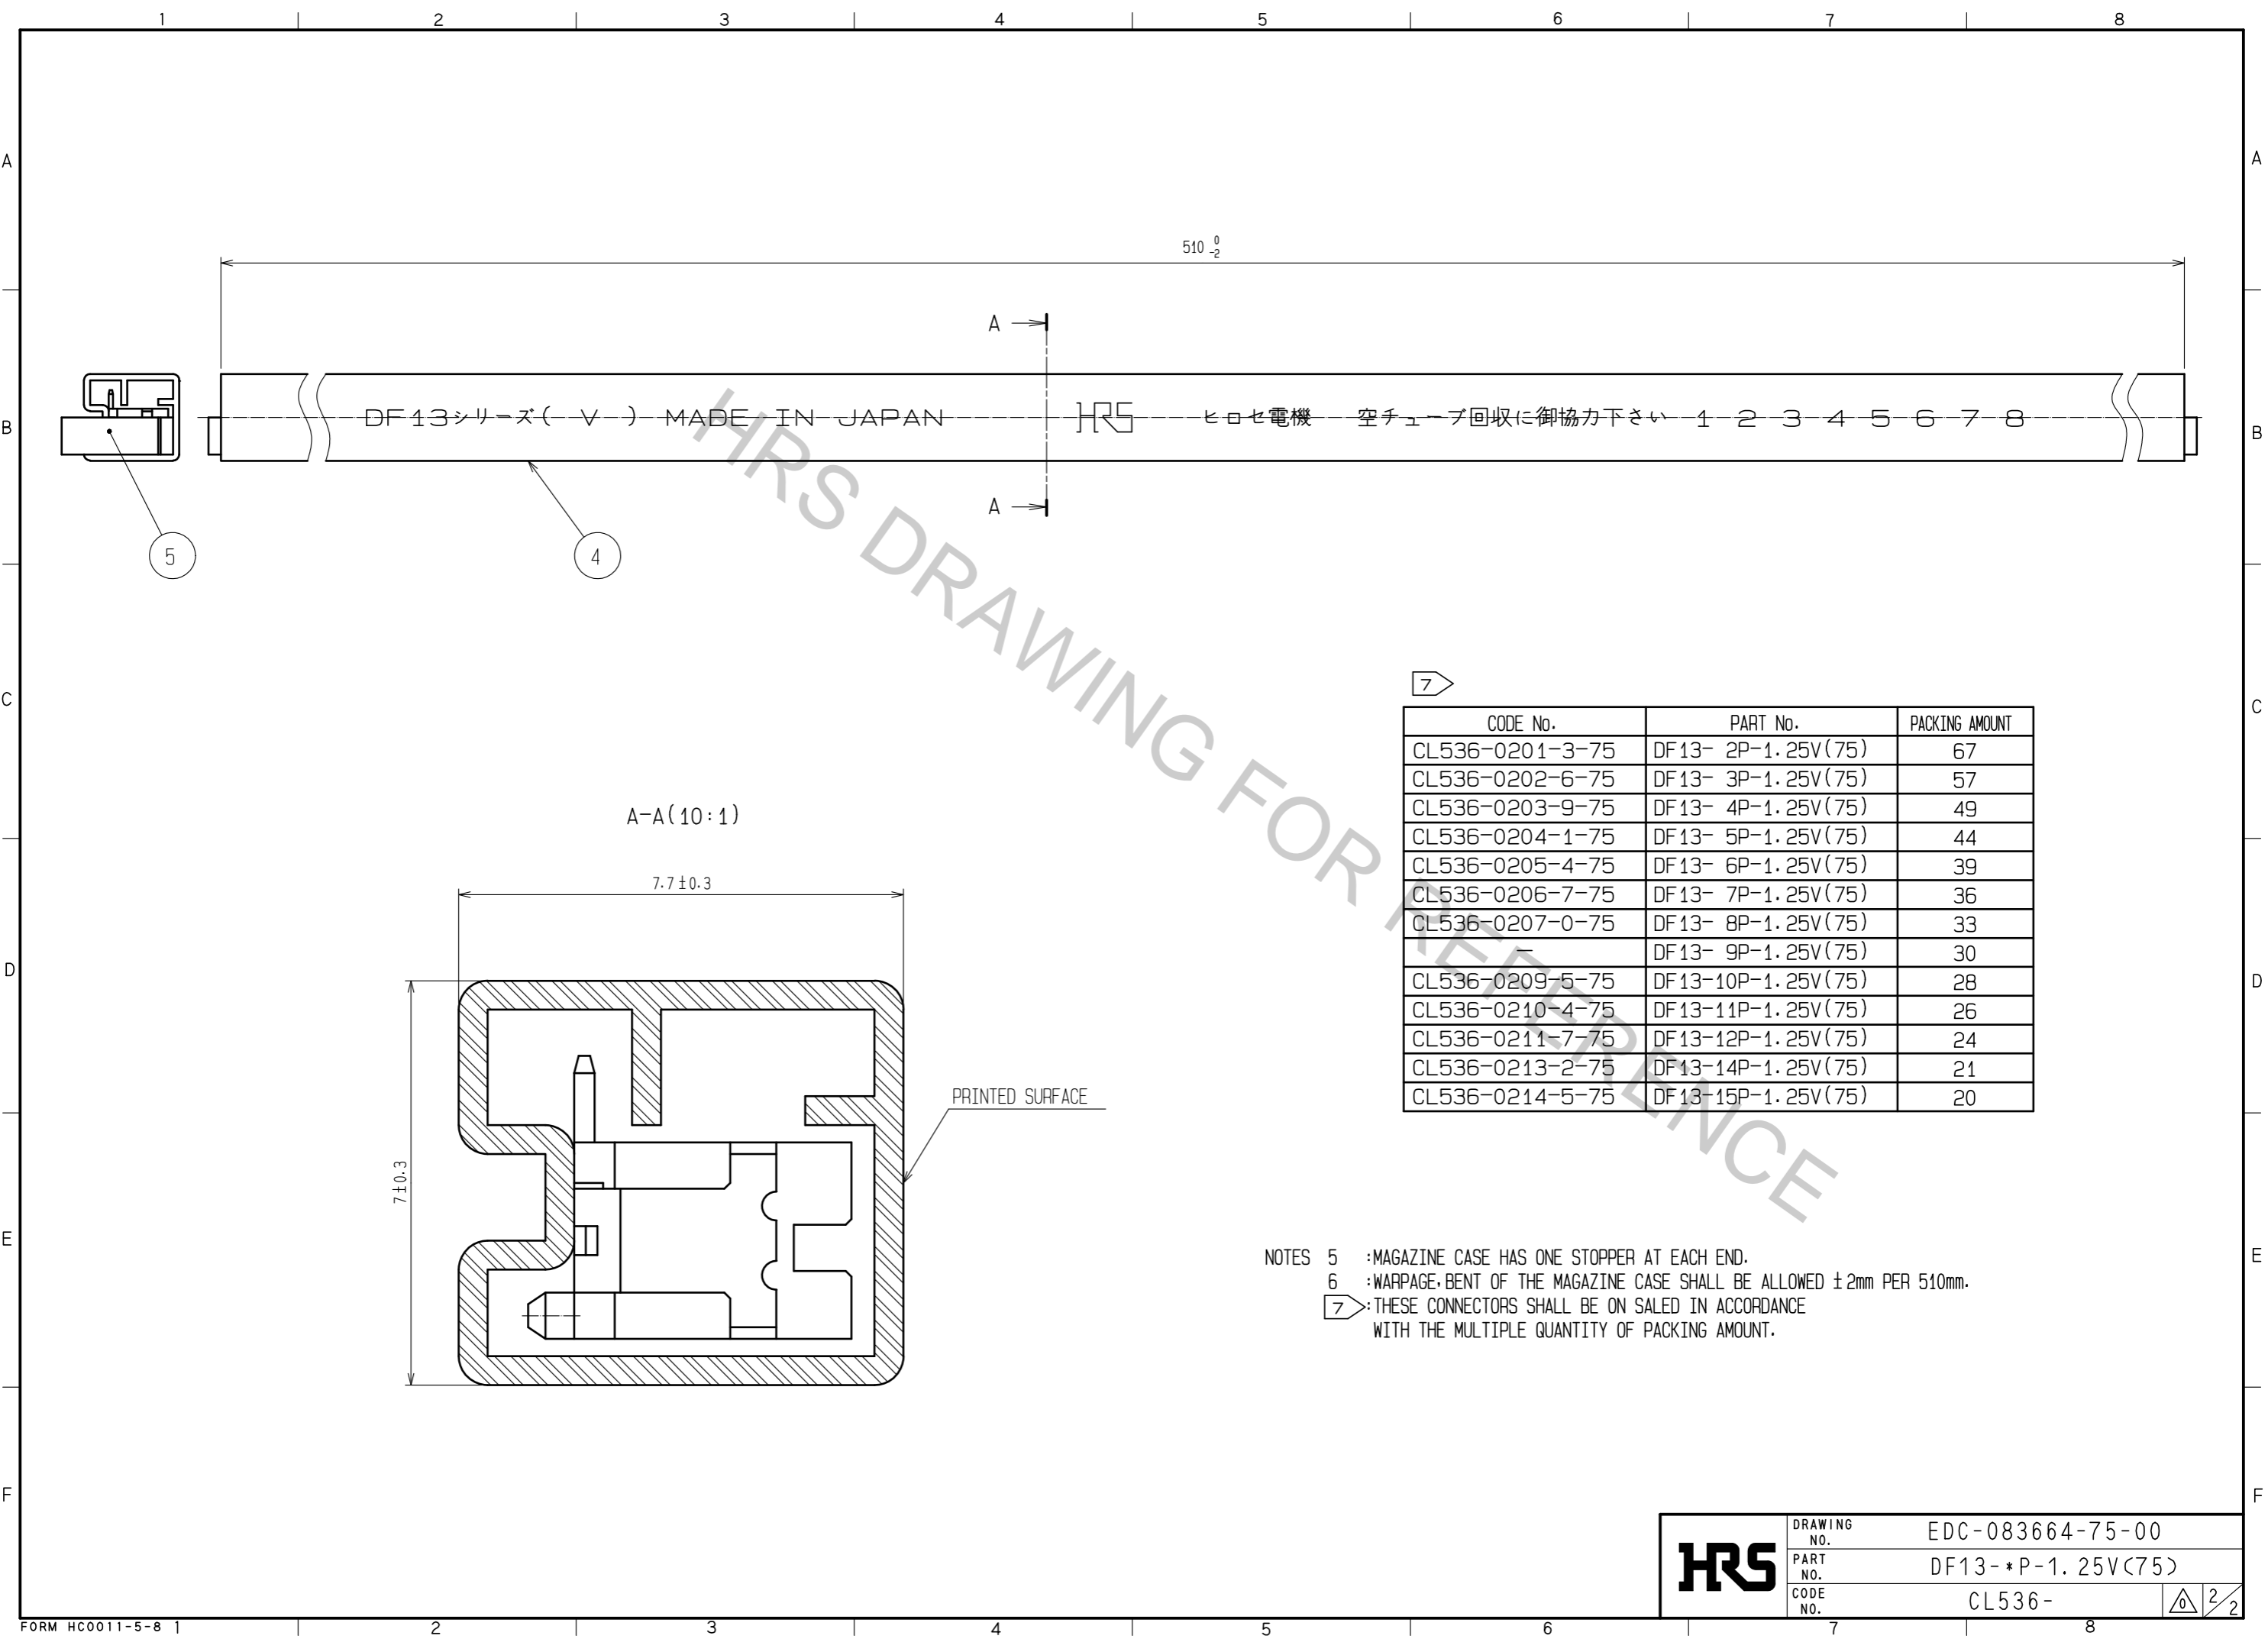 1 2 3 4 5 6 7 8
A A
510 0 -2
A
B DF13シリーズ( V ) MADE IN JAPAN HRS ヒロセ電機 空チューブ回収に御協力下さい 1 2 3 4 5 6 7 8 B
A
5 4
HRS DRAWING FOR REFERENCE
C C
7
CODE No. PART No. PACKING AMOUNT
CL536-0201-3-75 DF13- 2P-1.25V(75) 67
CL536-0202-6-75 DF13- 3P-1.25V(75) 57
CL536-0203-9-75 DF13- 4P-1.25V(75) 49
CL536-0204-1-75 DF13- 5P-1.25V(75) 44
CL536-0205-4-75 DF13- 6P-1.25V(75) 39
CL536-0206-7-75 DF13- 7P-1.25V(75) 36
CL536-0207-0-75 DF13- 8P-1.25V(75) 33
— DF13- 9P-1.25V(75) 30
CL536-0209-5-75 DF13-10P-1.25V(75) 28
CL536-0210-4-75 DF13-11P-1.25V(75) 26
CL536-0211-7-75 DF13-12P-1.25V(75) 24
CL536-0213-2-75 DF13-14P-1.25V(75) 21
CL536-0214-5-75 DF13-15P-1.25V(75) 20
A-A(10:1)
7.7±0.3
D D
PRINTED SURFACE
7±0.3
E E
NOTES 5 :MAGAZINE CASE HAS ONE STOPPER AT EACH END.
6 :WARPAGE,BENT OF THE MAGAZINE CASE SHALL BE ALLOWED ±2mm PER 510mm.
7 :THESE CONNECTORS SHALL BE ON SALED IN ACCORDANCE
WITH THE MULTIPLE QUANTITY OF PACKING AMOUNT.
F F
HRS
DRAWING NO. EDC-083664-75-00
PART NO. DF13-*P-1.25V(75)
CODE NO. CL536- 0 2/2
FORM HC0011-5-8 1 2 3 4 5 6 7 8